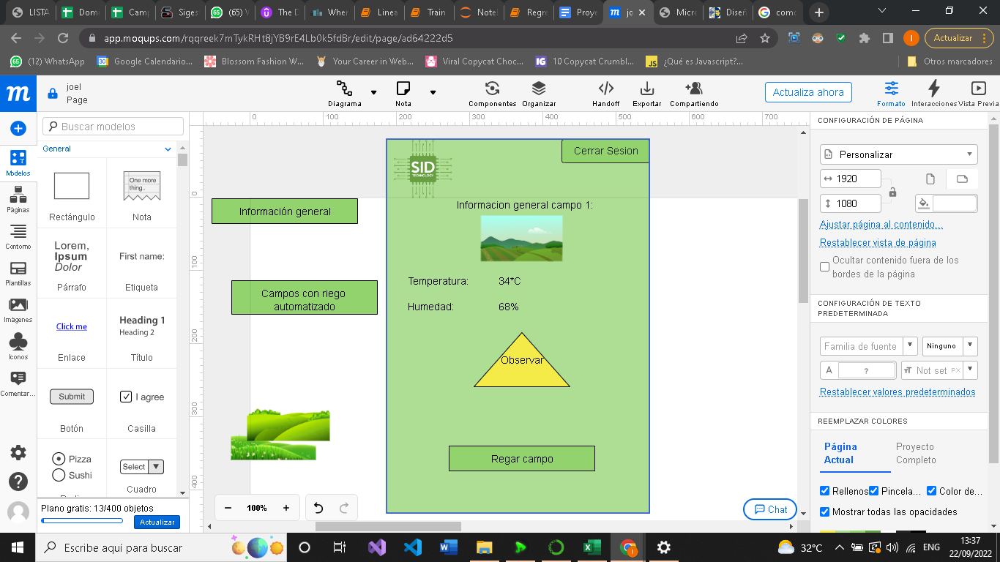 LISTA
Domi
Camp
Siges
(65) V
The D
Wher
Linea
Train
Notel
Regre
Proye
jo
Micro
Diseñ
como
app.moqups.com/rqqreek7mTykRHt8jYB9rE4Lb0k5fdBr/edit/page/ad64222d5
Actualizar
(12) WhatsApp
Google Calendario...
Blossom Fashion W...
Your Career in Web...
Viral Copycat Choc...
10 Copycat Crumbl...
¿Qué es Javascript?...
Otros marcadores
joel
Page
Diagrama
Nota
Componentes
Organizar
Handoff
Exportar
Compartiendo
Actualiza ahora
Formato
Interacciones
Vista Previa
Modelos
Páginas
Contorno
Plantillas
Imágenes
Iconos
Comentar...
Buscar modelos
General
One more
thing..
Rectángulo
Nota
Lorem,
Ipsum
Dolor
First name:
Párrafo
Etiqueta
Click me
Heading 1
Heading 2
Enlace
Título
Submit
I agree
Botón
Casilla
Pizza
Sushi
Select
Cuadro
Plano gratis: 13/400 objetos
Actualizar
0
100
200
300
400
500
600
700
0
100
200
300
400
Información general
Campos con riego
automatizado
SID
TECHNOLOGY
Cerrar Sesion
Informacion general campo 1:
Temperatura: 34*C
Humedad: 68%
Observar
Regar campo
100%
Chat
CONFIGURACIÓN DE PÁGINA
Personalizar
1920
1080
Ajustar página al contenido...
Restablecer vista de página
Ocultar contenido fuera de los
bordes de la página
CONFIGURACIÓN DE TEXTO
PREDETERMINADA
Familia de fuente
Ninguno
A ?
Not set PX
Restablecer valores predeterminados
REEMPLAZAR COLORES
Página
Actual
Proyecto
Completo
Rellenos
Pincela...
Color de...
Mostrar todas las opacidades
Escribe aquí para buscar
32°C
ENG
13:37
22/09/2022